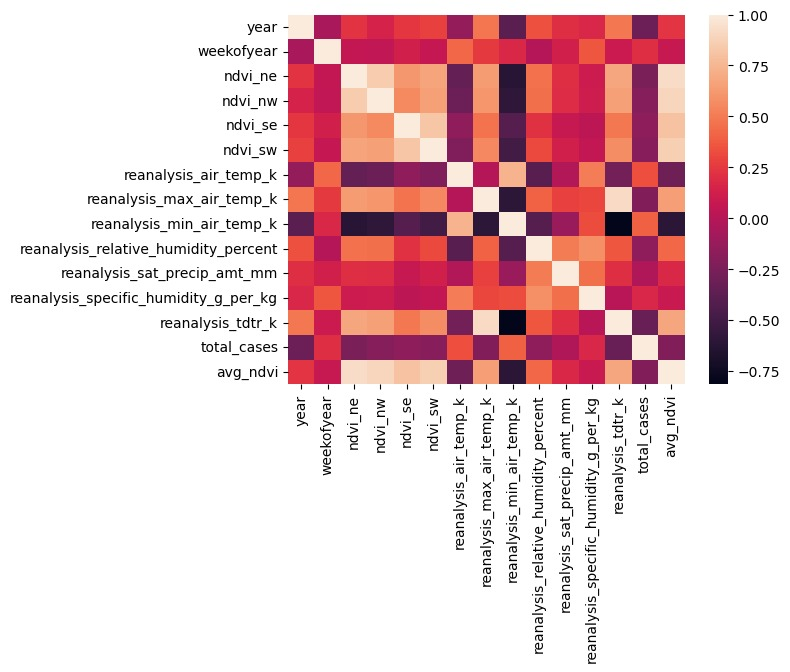 year
weekofyear
ndvi_ne
ndvi_nw
ndvi_se
ndvi_sw
reanalysis_air_temp_k
reanalysis_max_air_temp_k
reanalysis_min_air_temp_k
reanalysis_relative_humidity_percent
reanalysis_sat_precip_amt_mm
reanalysis_specific_humidity_g_per_kg
reanalysis_tdtr_k
total_cases
avg_ndvi
year
weekofyear
ndvi_ne
ndvi_nw
ndvi_se
ndvi_sw
reanalysis_air_temp_k
reanalysis_max_air_temp_k
reanalysis_min_air_temp_k
reanalysis_relative_humidity_percent
reanalysis_sat_precip_amt_mm
reanalysis_specific_humidity_g_per_kg
reanalysis_tdtr_k
total_cases
avg_ndvi
1.00
0.75
0.50
0.25
0.00
−0.25
−0.50
−0.75